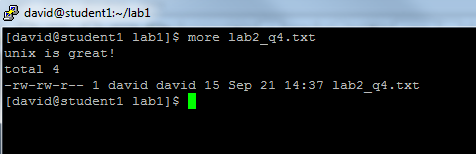 david@student1:~/lab1
[david@student1 lab1]$ more lab2_q4.txt
unix is great!
total 4
-rw-rw-r-- 1 david david 15 Sep 21 14:37 lab2_q4.txt
[david@student1 lab1]$